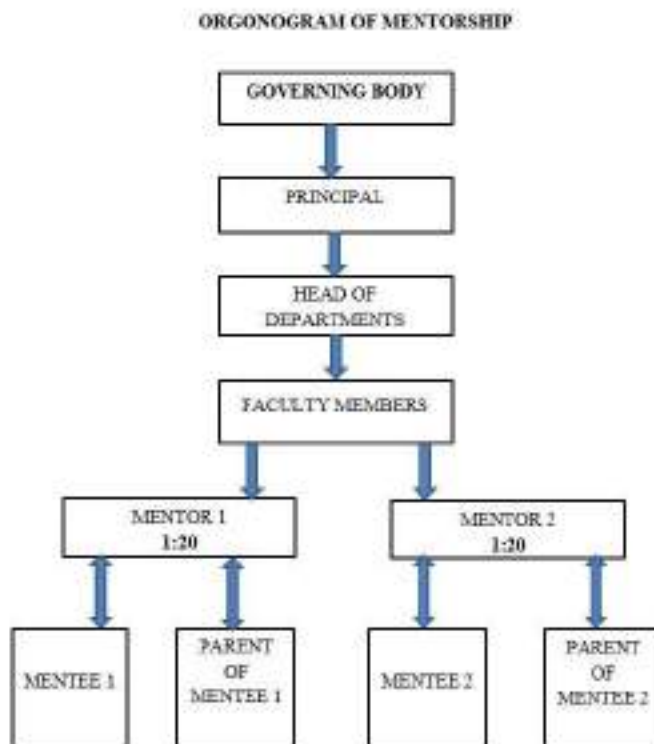 ORGONOGRAM OF MENTORSHIP
GOVERNING BODY
PRINCIPAL
HEAD OF
DEPARTMENTS
FACULTY MEMBERS
MENTOR 1
1:20
MENTOR 2
1:20
MENTEE 1
PARENT
OF
MENTEE 1
MENTEE 2
PARENT
OF
MENTEE 2